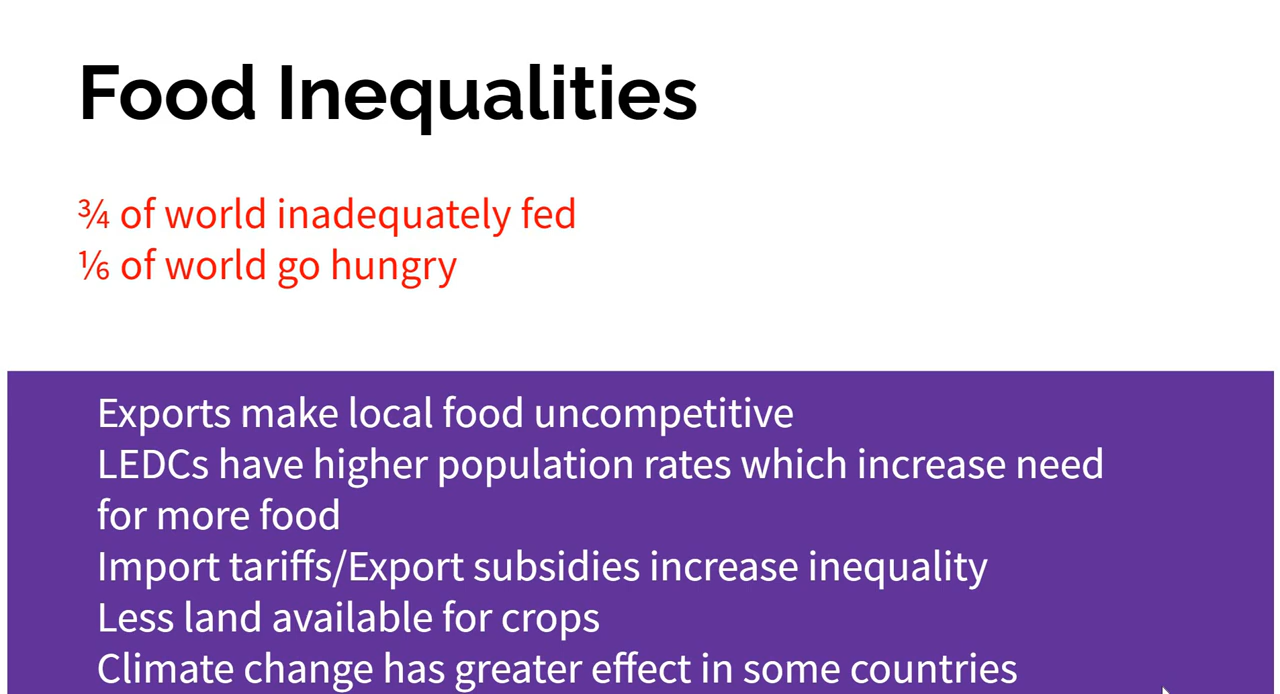 Food Inequalities
¾ of world inadequately fed
⅙ of world go hungry
Exports make local food uncompetitive
LEDCs have higher population rates which increase need
for more food
Import tariffs/Export subsidies increase inequality
Less land available for crops
Climate change has greater effect in some countries